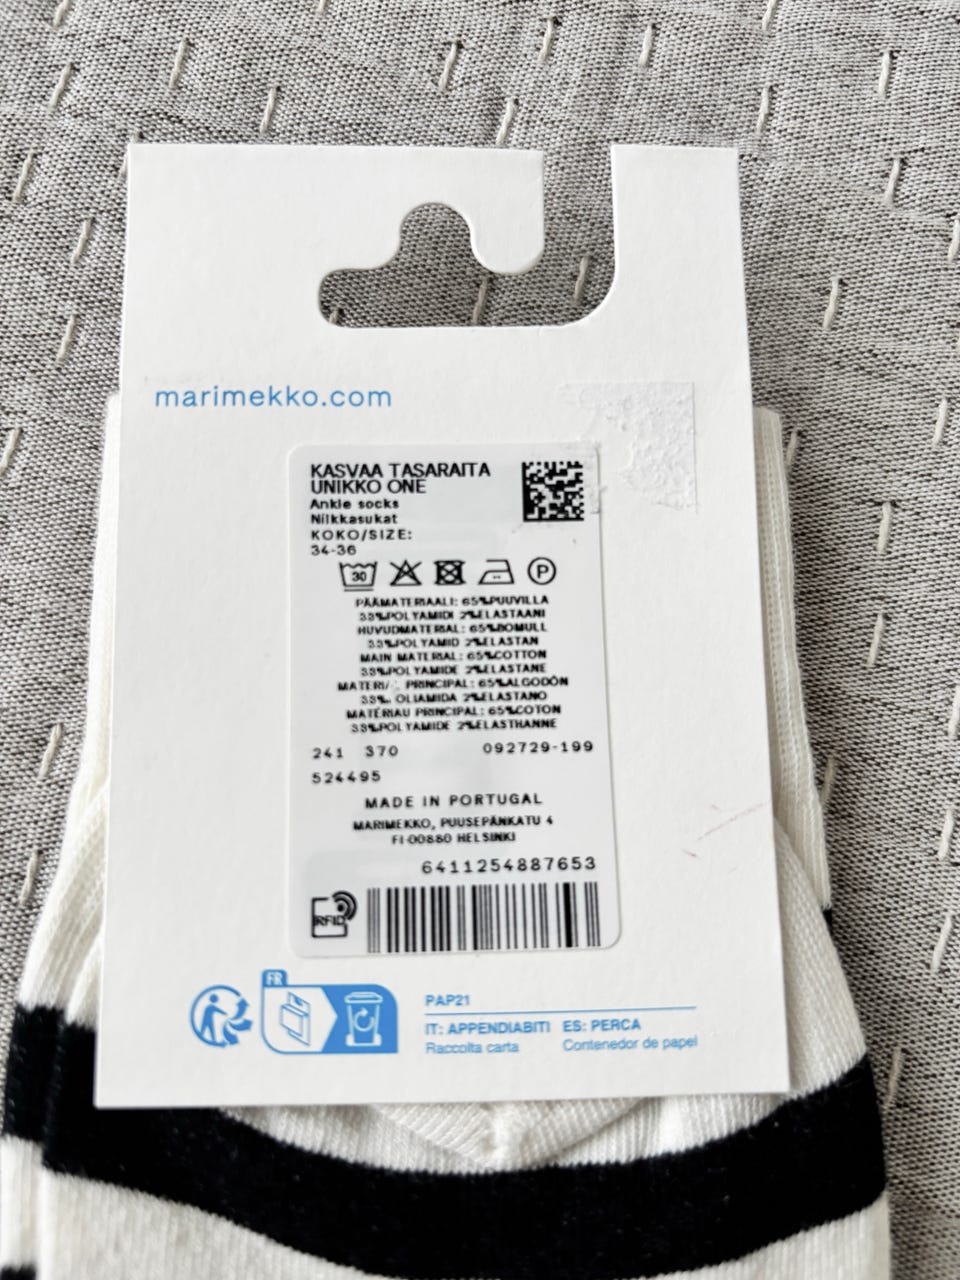 marimekko.com
KASVAA TASARAITA
UNIKKO ONE
Ankle socks
Nilkkasukat
KOKO/SIZE:
34-36
30
P
PÄÄMATERIAALI: 65%PUUVILLA
33%POLYAMIDI 2%ELASTAANI
HUVUDMATERIAL: 65%BOMULL
33%POLYAMID 2%ELASTAN
MAIN MATERIAL: 65%COTTON
33%POLYAMIDE 2%ELASTANE
PRINCIPAL: 65%ALGODÓN
2%ELASTANO
MATÉRIAU PRINCIPAL: 65%COTON
33%POLYAMIDE 2%ELASTHANNE
241 370 092729-199
524495
MADE IN PORTUGAL
MARIMEKKO, PUUSEPÄNKATU 4
FI-00880 HELSINKI
6411254887653
RFID
FR
PAP21
IT: APPENDIABITI ES: PERCA
Raccolta carta Contenedor de papel